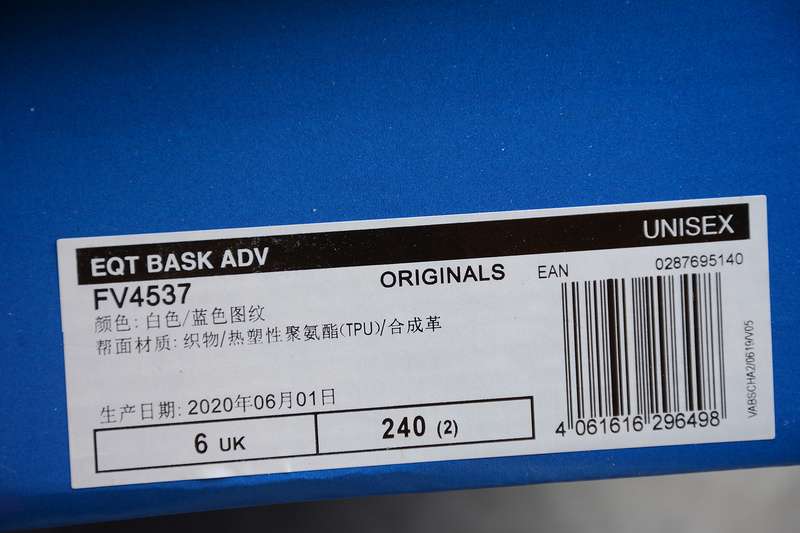 EQT BASK ADV UNISEX
FV4537 ORIGINALS EAN 0287695140
颜色: 白色/蓝色图纹
帮面材质: 织物/热塑性聚氨酯(TPU)/合成革
生产日期: 2020年06月01日
6 UK 240 (2)
4 061616 296498
VABSCHA2/0619/V05